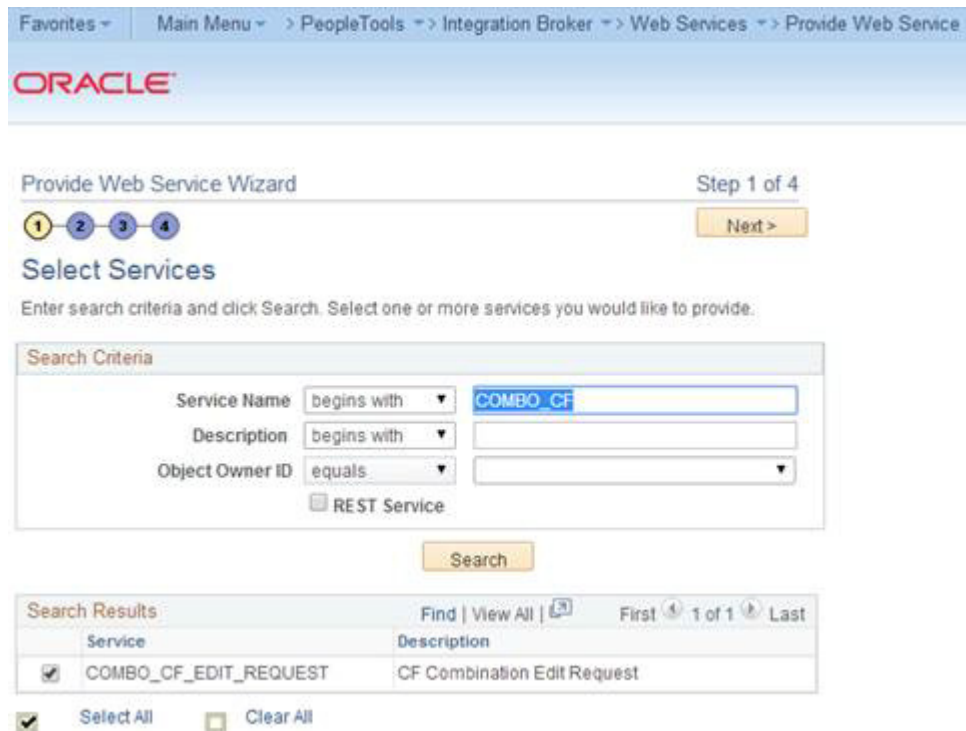 Favorites Main Menu > PeopleTools > Integration Broker > Web Services > Provide Web Service
ORACLE
Provide Web Service Wizard Step 1 of 4
1 2 3 4 Next >
Select Services
Enter search criteria and click Search. Select one or more services you would like to provide.
Search Criteria
Service Name begins with COMBO_CF
Description begins with
Object Owner ID equals
REST Service
Search
Search Results Find | View All | First 1 of 1 Last
Service Description
COMBO_CF_EDIT_REQUEST CF Combination Edit Request
Select All Clear All